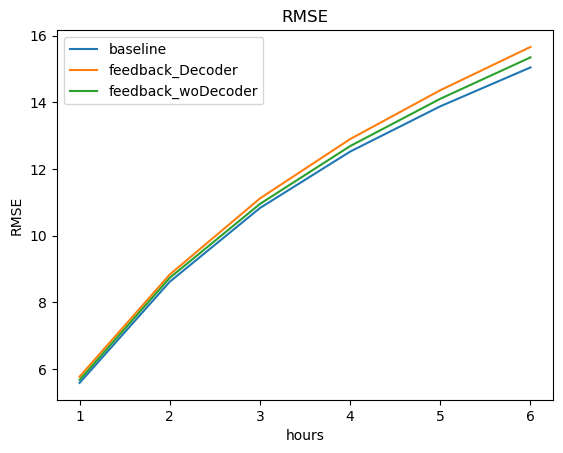 RMSE
baseline
feedback_Decoder
feedback_woDecoder
RMSE
16
14
12
10
8
6
1 2 3 4 5 6
hours